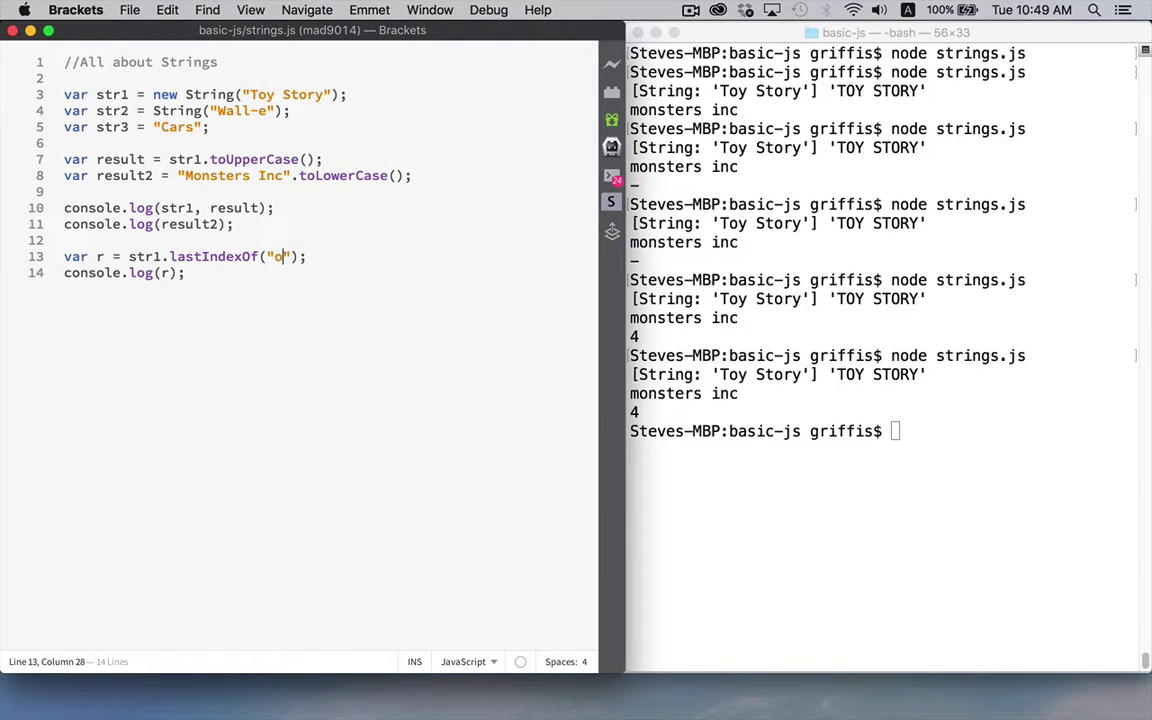 Brackets File Edit Find View Navigate Emmet Window Debug Help A 100% Tue 10:49 AM
basic-js/strings.js (mad9014) — Brackets
1 //All about Strings
2
3 var str1 = new String("Toy Story");
4 var str2 = String("Wall-e");
5 var str3 = "Cars";
6
7 var result = str1.toUpperCase();
8 var result2 = "Monsters Inc".toLowerCase();
9
10 console.log(str1, result);
11 console.log(result2);
12
13 var r = str1.lastIndexOf("o");
14 console.log(r);
24
S
Line 13, Column 28 — 14 Lines INS JavaScript Spaces: 4
basic-js — -bash — 56×33
[Steves-MBP:basic-js griffis$ node strings.js ]
[Steves-MBP:basic-js griffis$ node strings.js ]
[String: 'Toy Story'] 'TOY STORY'
monsters inc
[Steves-MBP:basic-js griffis$ node strings.js ]
[String: 'Toy Story'] 'TOY STORY'
monsters inc
–
[Steves-MBP:basic-js griffis$ node strings.js ]
[String: 'Toy Story'] 'TOY STORY'
monsters inc
–
[Steves-MBP:basic-js griffis$ node strings.js ]
[String: 'Toy Story'] 'TOY STORY'
monsters inc
4
[Steves-MBP:basic-js griffis$ node strings.js ]
[String: 'Toy Story'] 'TOY STORY'
monsters inc
4
Steves-MBP:basic-js griffis$